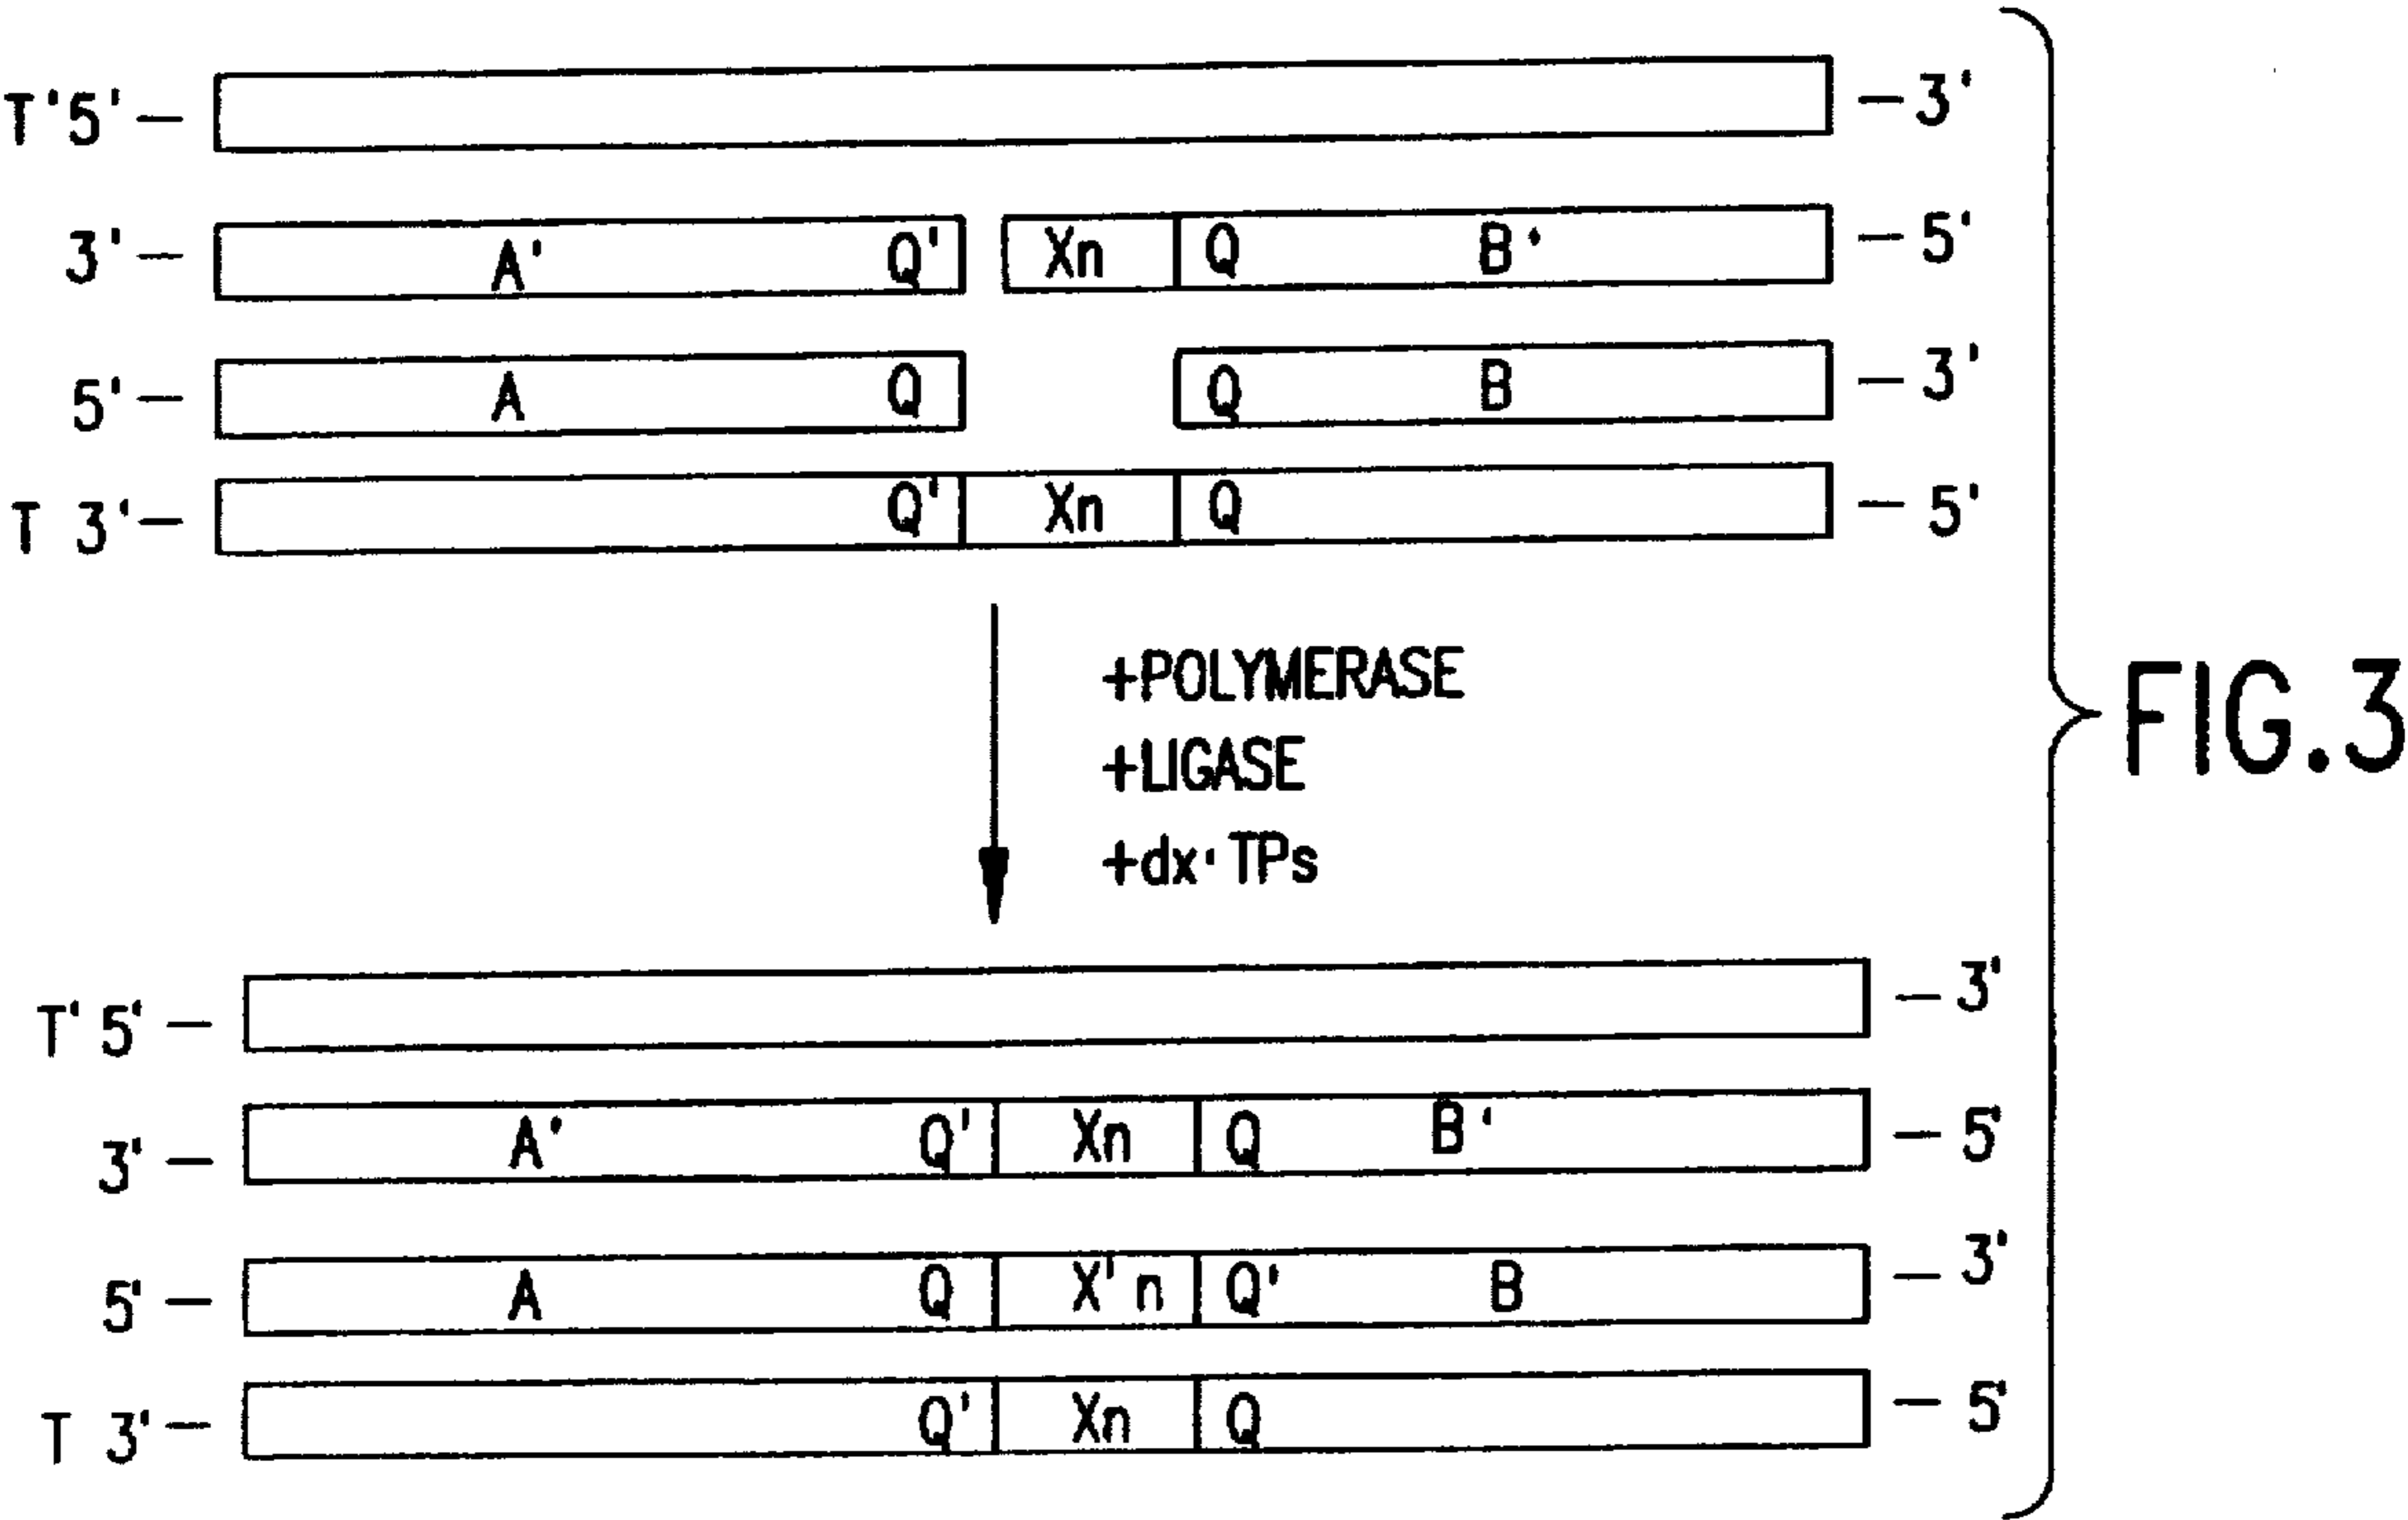 T'5' – – 3'
3' – A' Q' Xn Q B' – 5'
5' – A Q Q B – 3'
T 3' – Q' Xn Q – 5'
+POLYMERASE
+LIGASE
+dx·TPs
FIG.3
T' 5' – – 3'
3' – A' Q' Xn Q B' – 5'
5' – A Q X'n Q' B – 3'
T 3' – Q' Xn Q – 5'